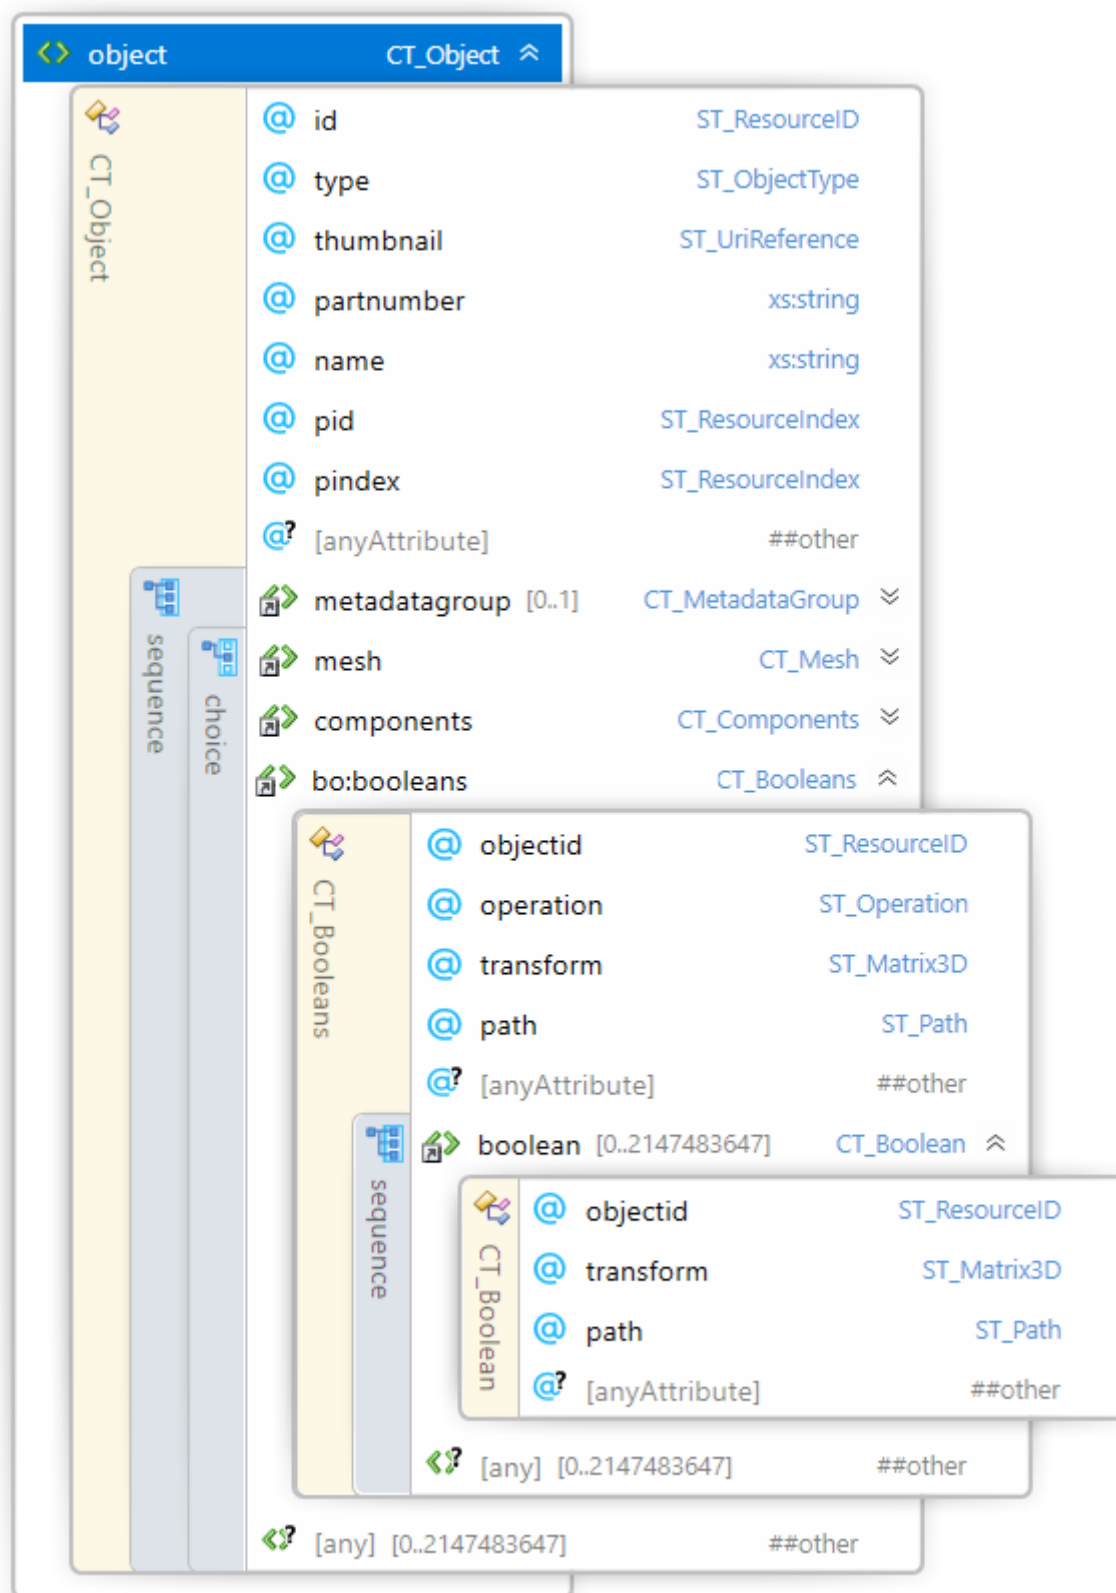 object CT_Object
CT_Object
id ST_ResourceID
type ST_ObjectType
thumbnail ST_UriReference
partnumber xs:string
name xs:string
pid ST_ResourceIndex
pindex ST_ResourceIndex
[anyAttribute] ##other
sequence
metadatagroup [0..1] CT_MetadataGroup
choice
mesh CT_Mesh
components CT_Components
bo:booleans CT_Booleans
CT_Booleans
objectid ST_ResourceID
operation ST_Operation
transform ST_Matrix3D
path ST_Path
[anyAttribute] ##other
sequence
boolean [0..2147483647] CT_Boolean
CT_Boolean
objectid ST_ResourceID
transform ST_Matrix3D
path ST_Path
[anyAttribute] ##other
[any] [0..2147483647] ##other
[any] [0..2147483647] ##other